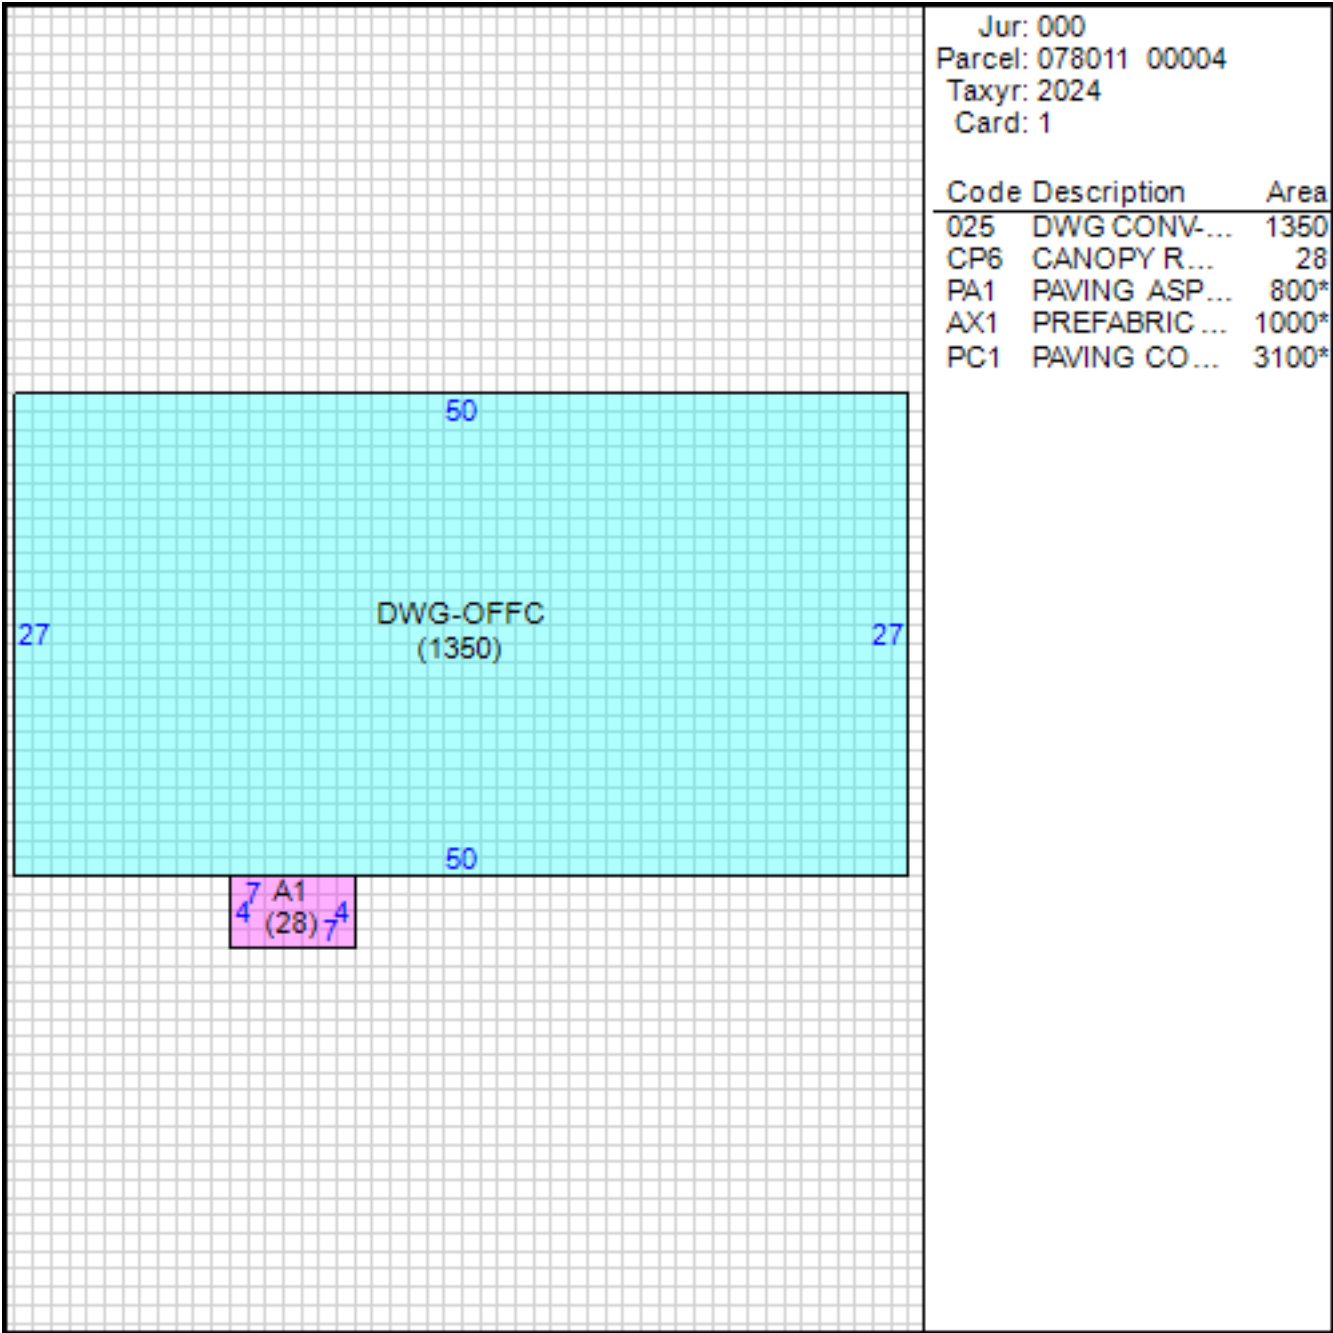 Jur: 000
Parcel: 078011 00004
Taxyr: 2024
Card: 1
Code Description Area
025 DWG CONV-... 1350
CP6 CANOPY R... 28
PA1 PAVING ASP... 800*
AX1 PREFABRIC... 1000*
PC1 PAVING CO... 3100*
50
DWG-OFFC
27 27
(1350)
50
7 A1
4 4
(28) 7